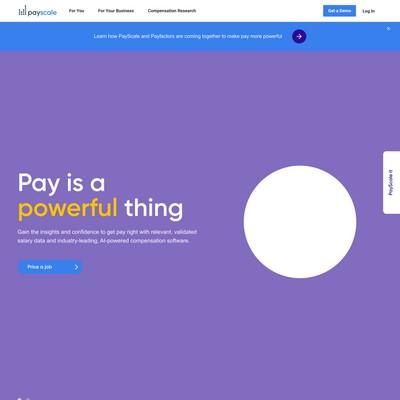 payscale
For You
For Your Business
Compensation Research
Get a Demo
Log In
Learn how PayScale and Payfactors are coming together to make pay more powerful
PayScale it
Pay is a
powerful thing
Gain the insights and confidence to get pay right with relevant, validated
salary data and industry-leading, AI-powered compensation software.
Price a job